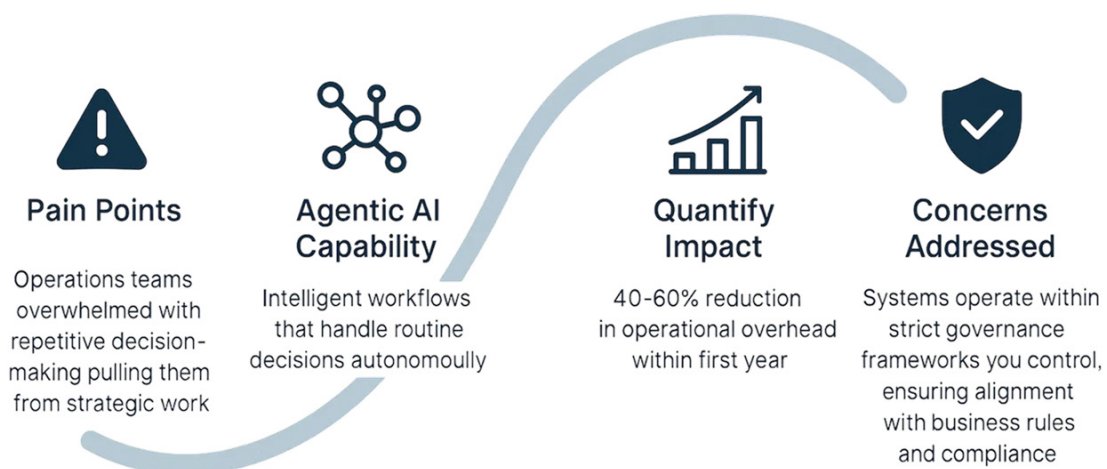 Pain Points
Operations teams
overwhelmed with
repetitive decision-
making pulling them
from strategic work
Agentic AI
Capability
Intelligent workflows
that handle routine
decisions autonomoully
Quantify
Impact
40-60% reduction
in operational overhead
within first year
Concerns
Addressed
Systems operate within
strict governance
frameworks you control,
ensuring alignment
with business rules
and compliance